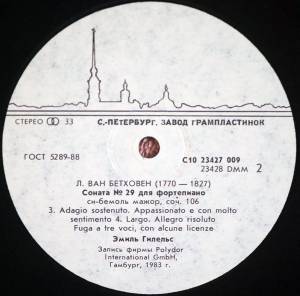 С.-ПЕТЕРБУРГ. ЗАВОД ГРАМПЛАСТИНОК
СТЕРЕО 33
ГОСТ 5289-88
С10 23427 009
23428 DMM 2
Л. ВАН БЕТХОВЕН (1770 — 1827)
Соната № 29 для фортепиано
си-бемоль мажор, соч. 106
3. Adagio sostenuto. Appassionato e con molto
sentimento 4. Largo. Allegro risoluto
Fuga a tre voci, con alcune licenze
Эмиль Гилельс
Запись фирмы Polydor
International GmbH,
Гамбург, 1983 г.